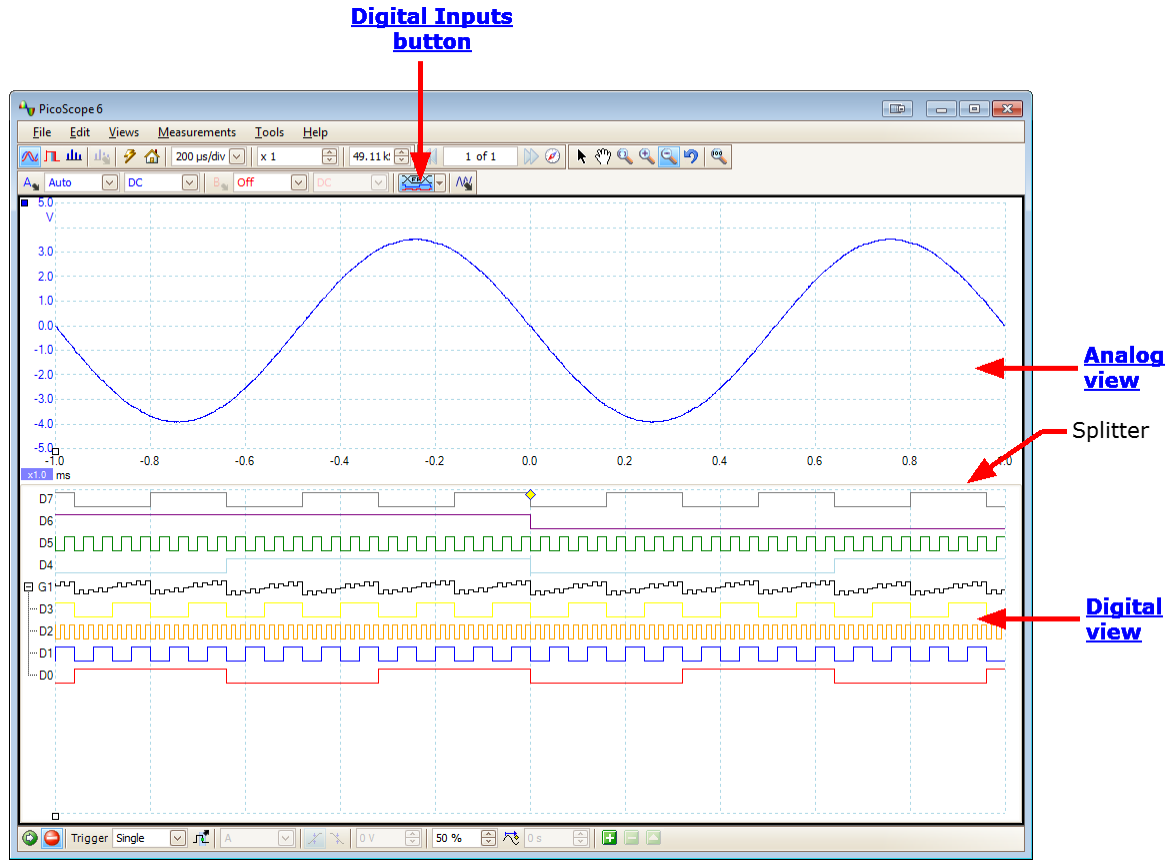 Digital Inputs
button
PicoScope 6
File Edit Views Measurements Tools Help
200 µs/div x 1 49.11 k 1 of 1
A Auto DC B Off DC
5.0
V
3.0
2.0
1.0
0.0
-1.0
-2.0
-3.0
-4.0
-5.0
-1.0 -0.8 -0.6 -0.4 -0.2 0.0 0.2 0.4 0.6 0.8 .0
x1.0 ms
Analog
view
Splitter
D7
D6
D5
D4
G1
D3
D2
D1
D0
Digital
view
Trigger Single A 0 V 50 % 0 s